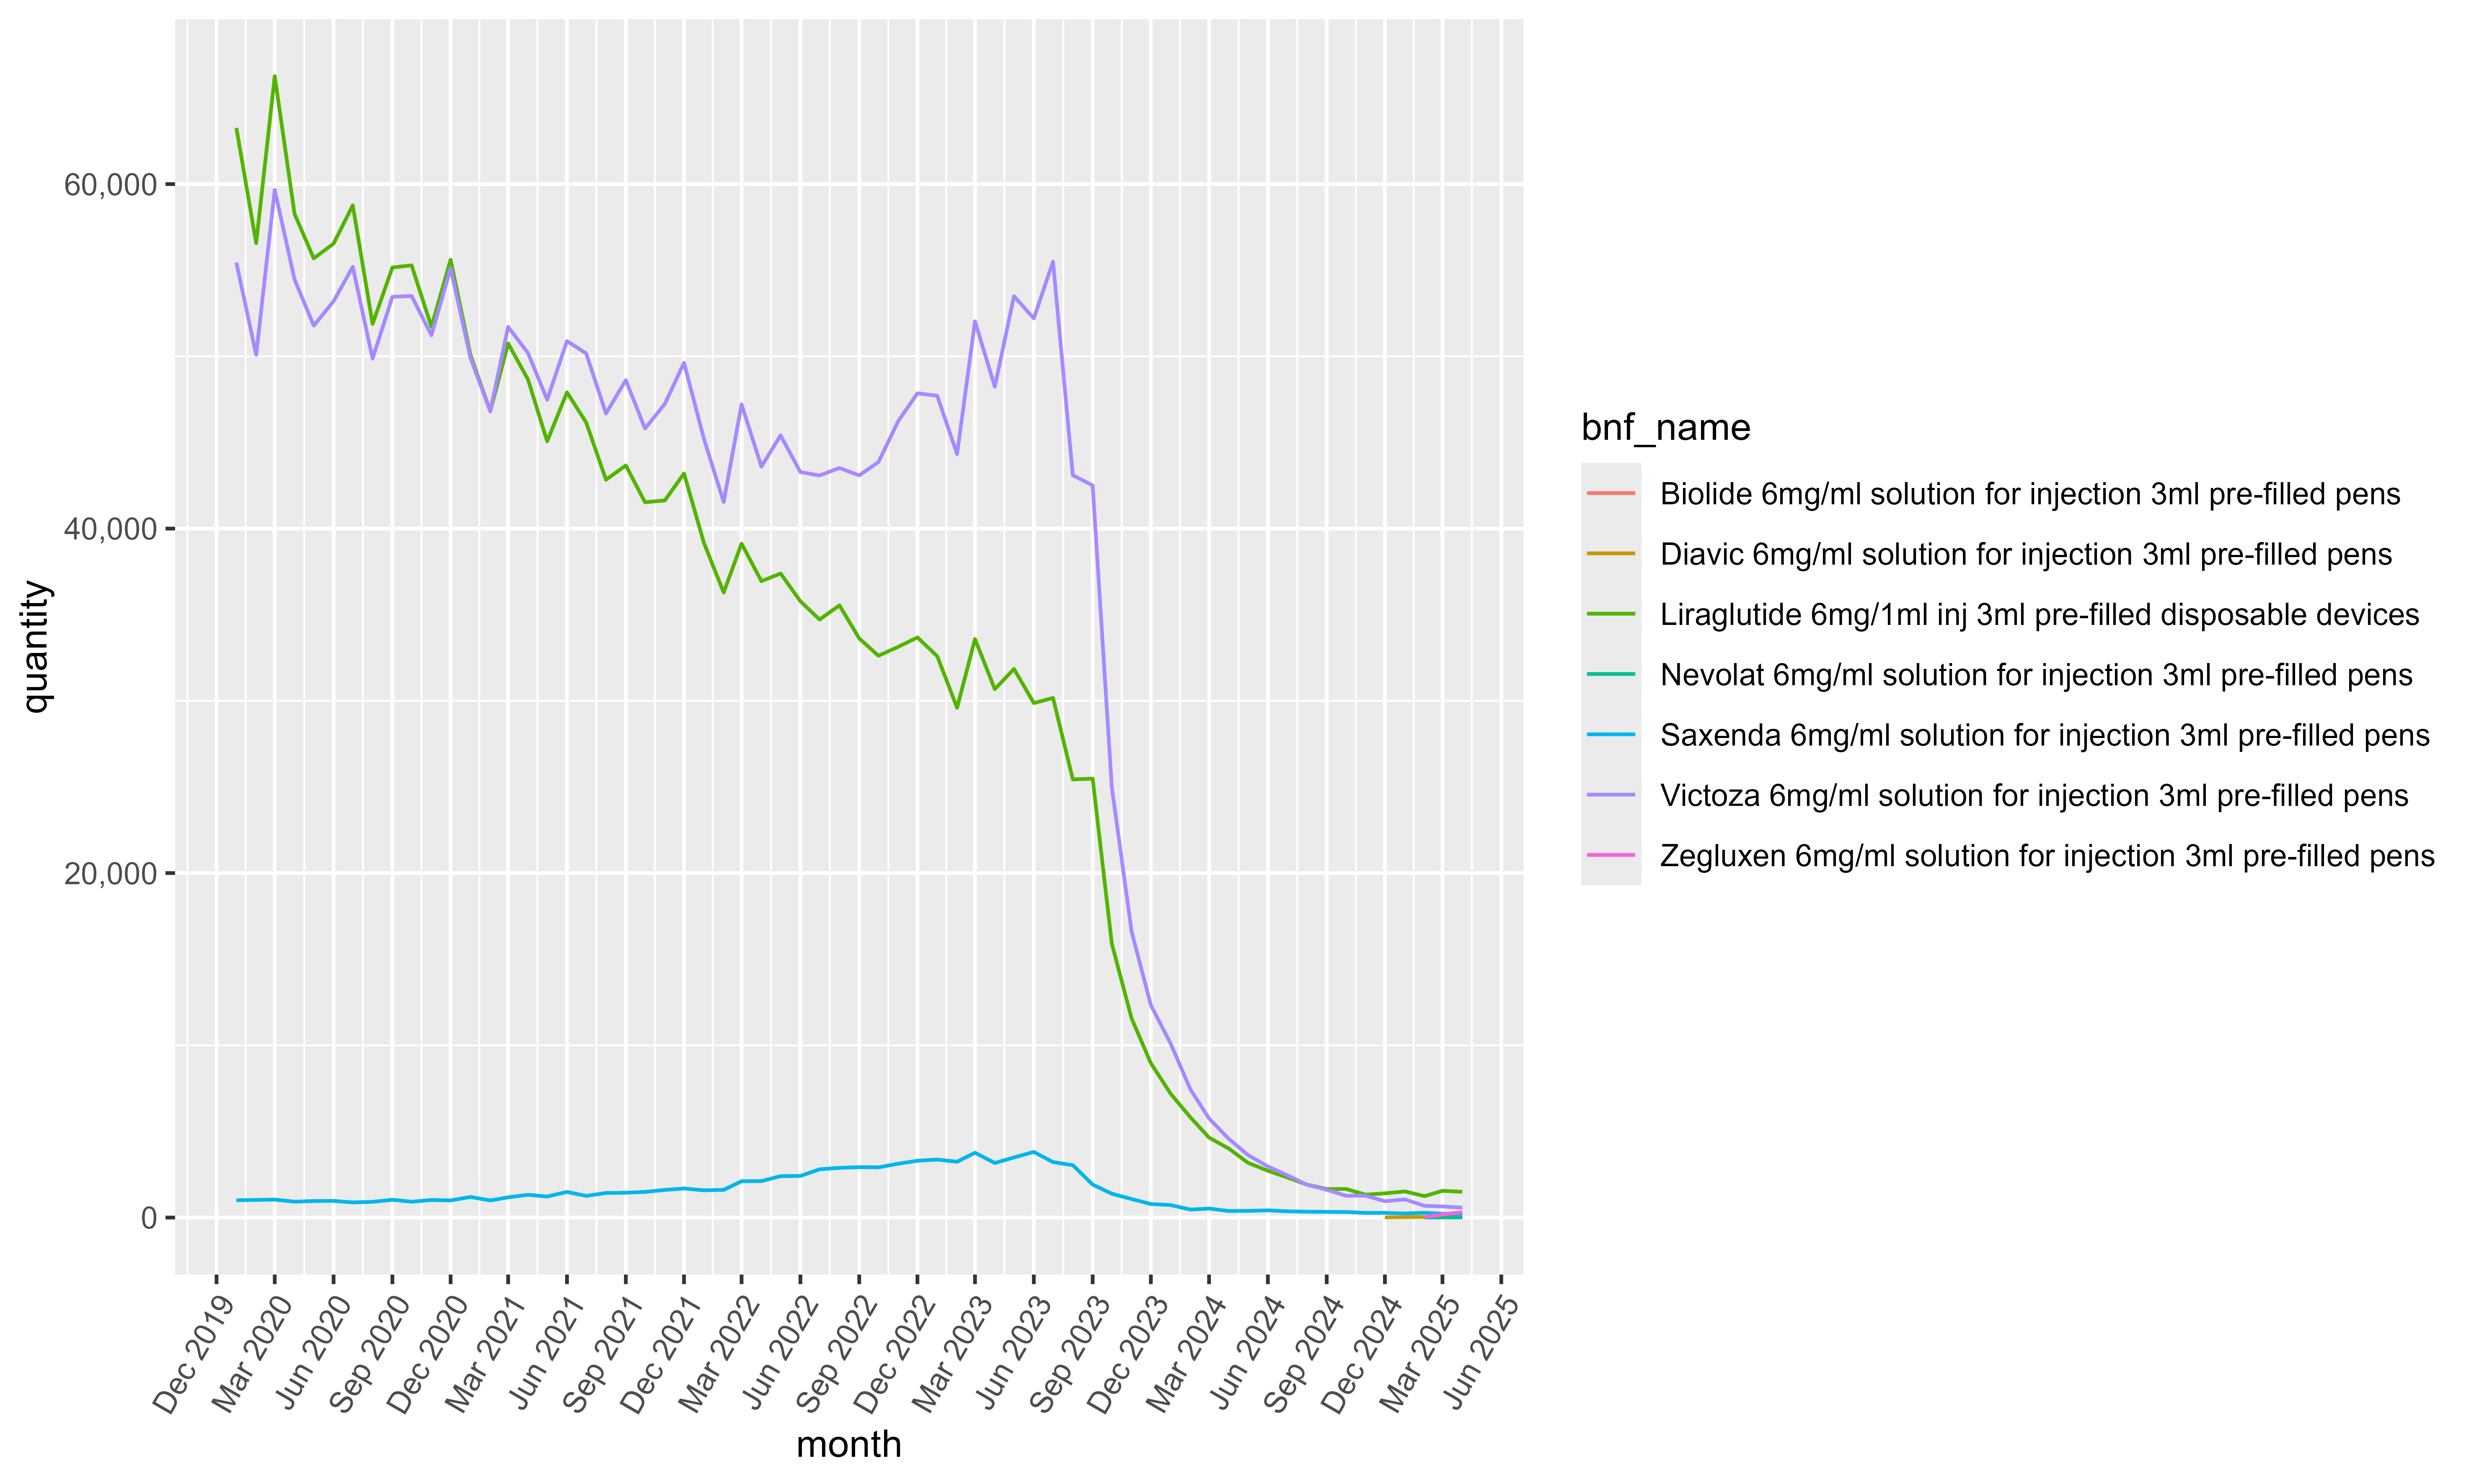 60,000
40,000
20,000
0
quantity
Dec 2019
Mar 2020
Jun 2020
Sep 2020
Dec 2020
Mar 2021
Jun 2021
Sep 2021
Dec 2021
Mar 2022
Jun 2022
Sep 2022
Dec 2022
Mar 2023
Jun 2023
Sep 2023
Dec 2023
Mar 2024
Jun 2024
Sep 2024
Dec 2024
Mar 2025
Jun 2025
month
bnf_name
Biolide 6mg/ml solution for injection 3ml pre-filled pens
Diavic 6mg/ml solution for injection 3ml pre-filled pens
Liraglutide 6mg/1ml inj 3ml pre-filled disposable devices
Nevolat 6mg/ml solution for injection 3ml pre-filled pens
Saxenda 6mg/ml solution for injection 3ml pre-filled pens
Victoza 6mg/ml solution for injection 3ml pre-filled pens
Zegluxen 6mg/ml solution for injection 3ml pre-filled pens